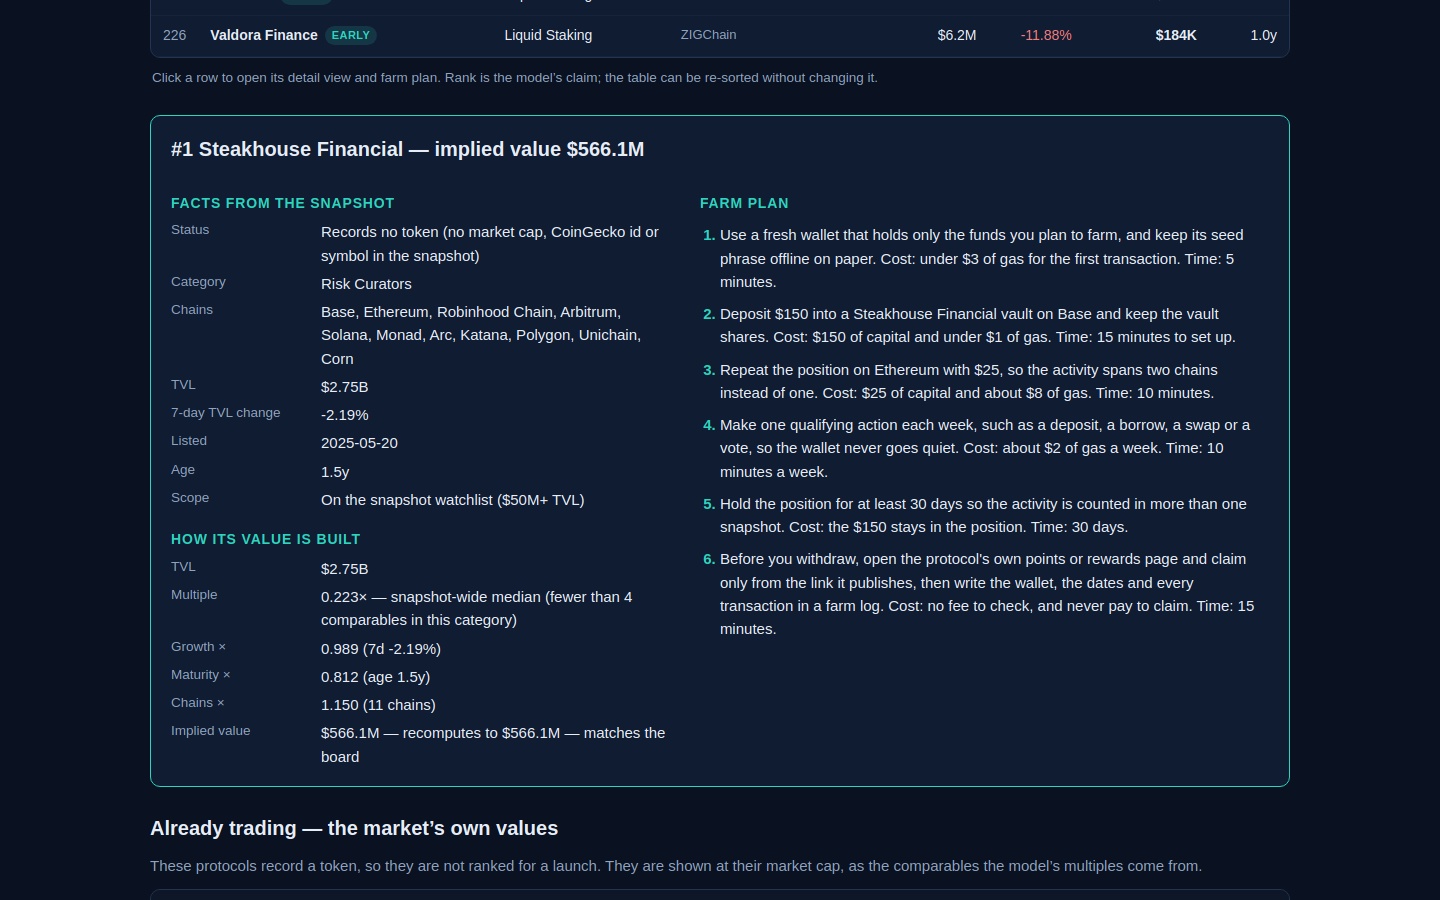 226 Valdora Finance EARLY Liquid Staking ZIGChain $6.2M -11.88% $184K 1.0y
Click a row to open its detail view and farm plan. Rank is the model’s claim; the table can be re-sorted without changing it.
#1 Steakhouse Financial — implied value $566.1M
FACTS FROM THE SNAPSHOT
Status Records no token (no market cap, CoinGecko id or
symbol in the snapshot)
Category Risk Curators
Chains Base, Ethereum, Robinhood Chain, Arbitrum,
Solana, Monad, Arc, Katana, Polygon, Unichain,
Corn
TVL $2.75B
7-day TVL change -2.19%
Listed 2025-05-20
Age 1.5y
Scope On the snapshot watchlist ($50M+ TVL)
HOW ITS VALUE IS BUILT
TVL $2.75B
Multiple 0.223× — snapshot-wide median (fewer than 4
comparables in this category)
Growth × 0.989 (7d -2.19%)
Maturity × 0.812 (age 1.5y)
Chains × 1.150 (11 chains)
Implied value $566.1M — recomputes to $566.1M — matches the
board
FARM PLAN
1. Use a fresh wallet that holds only the funds you plan to farm, and keep its seed
phrase offline on paper. Cost: under $3 of gas for the first transaction. Time: 5
minutes.
2. Deposit $150 into a Steakhouse Financial vault on Base and keep the vault
shares. Cost: $150 of capital and under $1 of gas. Time: 15 minutes to set up.
3. Repeat the position on Ethereum with $25, so the activity spans two chains
instead of one. Cost: $25 of capital and about $8 of gas. Time: 10 minutes.
4. Make one qualifying action each week, such as a deposit, a borrow, a swap or a
vote, so the wallet never goes quiet. Cost: about $2 of gas a week. Time: 10
minutes a week.
5. Hold the position for at least 30 days so the activity is counted in more than one
snapshot. Cost: the $150 stays in the position. Time: 30 days.
6. Before you withdraw, open the protocol's own points or rewards page and claim
only from the link it publishes, then write the wallet, the dates and every
transaction in a farm log. Cost: no fee to check, and never pay to claim. Time: 15
minutes.
Already trading — the market’s own values
These protocols record a token, so they are not ranked for a launch. They are shown at their market cap, as the comparables the model’s multiples come from.